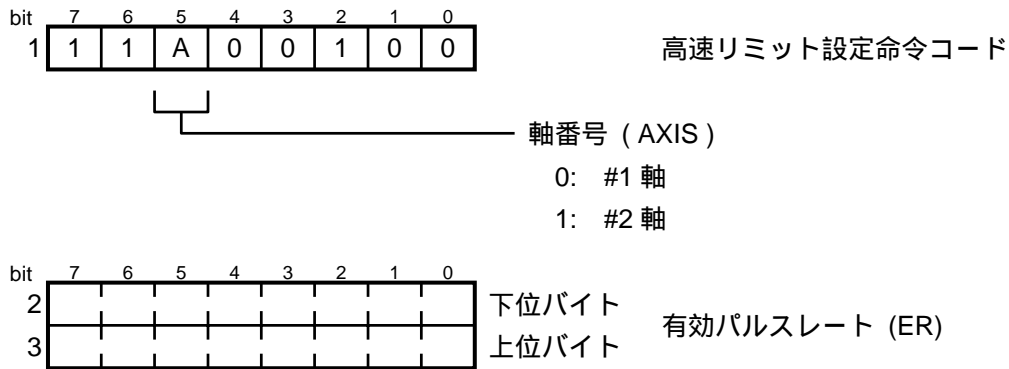 bit 7 6 5 4 3 2 1 0
1 1 1 A 0 0 1 0 0 高速リミット設定命令コード
軸番号 ( AXIS )
0: #1 軸
1: #2 軸
bit 7 6 5 4 3 2 1 0
2 下位バイト
有効パルスレート (ER)
3 上位バイト